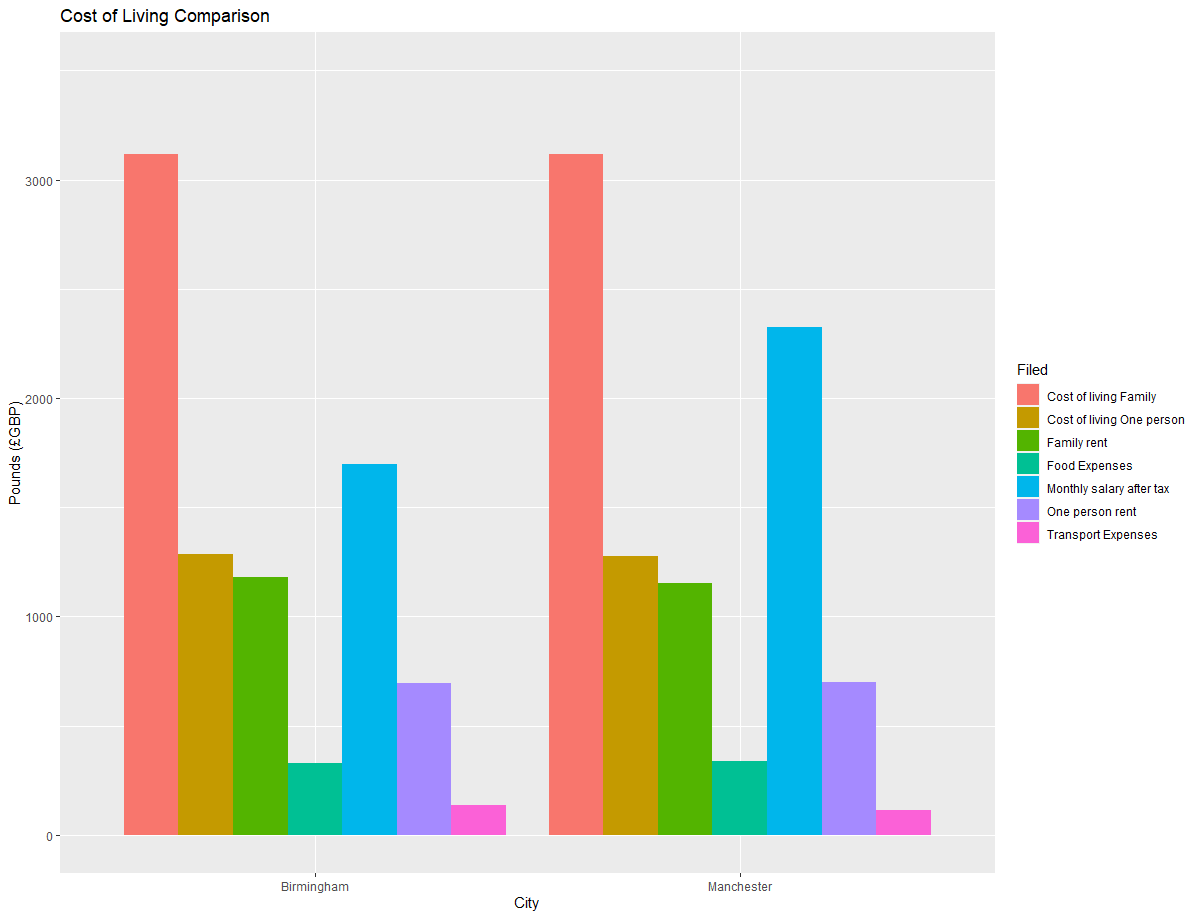 Cost of Living Comparison
Pounds (£GBP)
3000
2000
1000
0
Birmingham
Manchester
City
Filed
Cost of living Family
Cost of living One person
Family rent
Food Expenses
Monthly salary after tax
One person rent
Transport Expenses